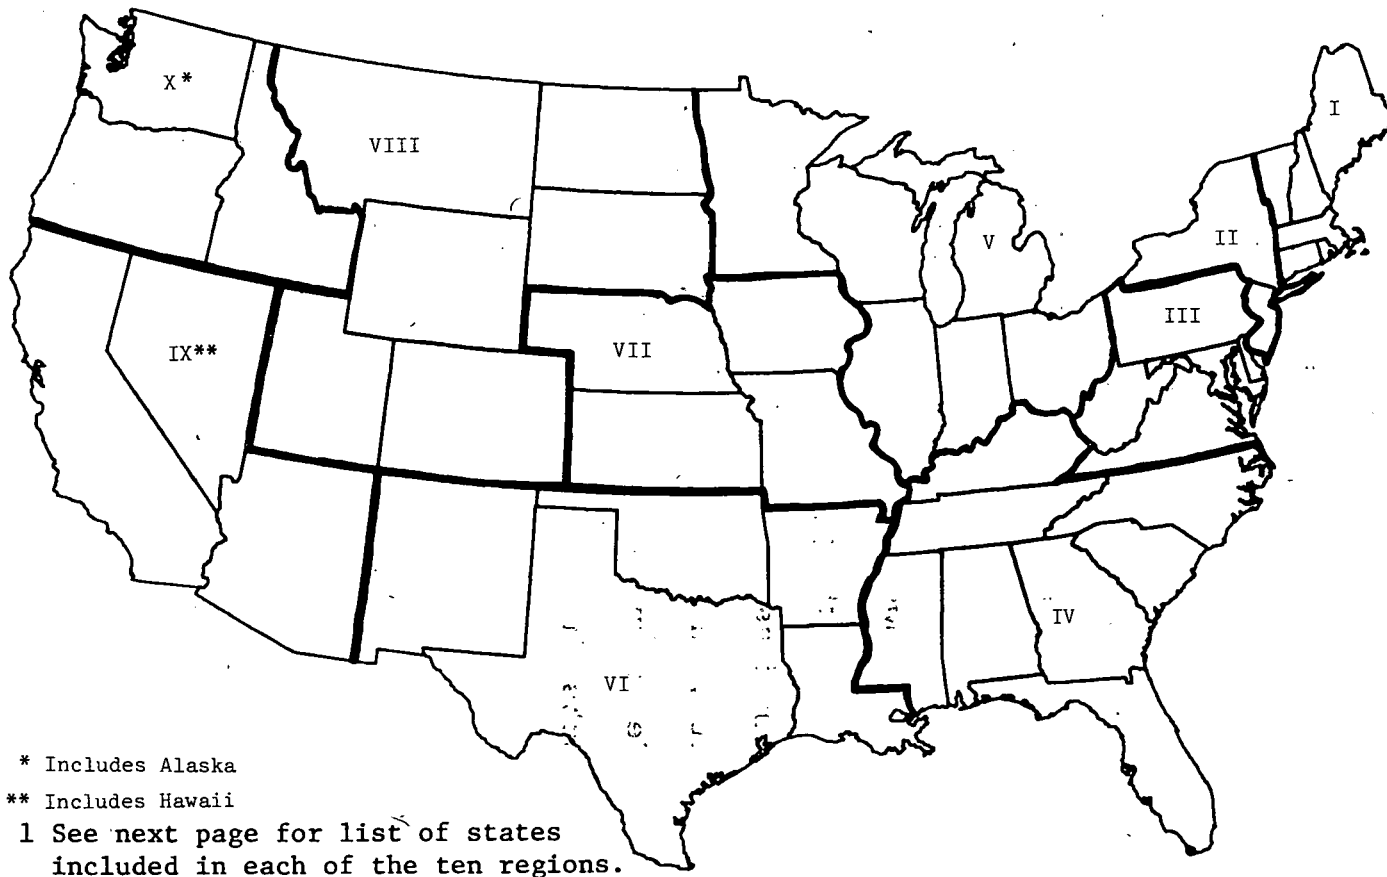 X*
VIII
I
V
II
III
IX**
VII
IV
VI
* Includes Alaska
** Includes Hawaii
1 See next page for list of states
included in each of the ten regions.